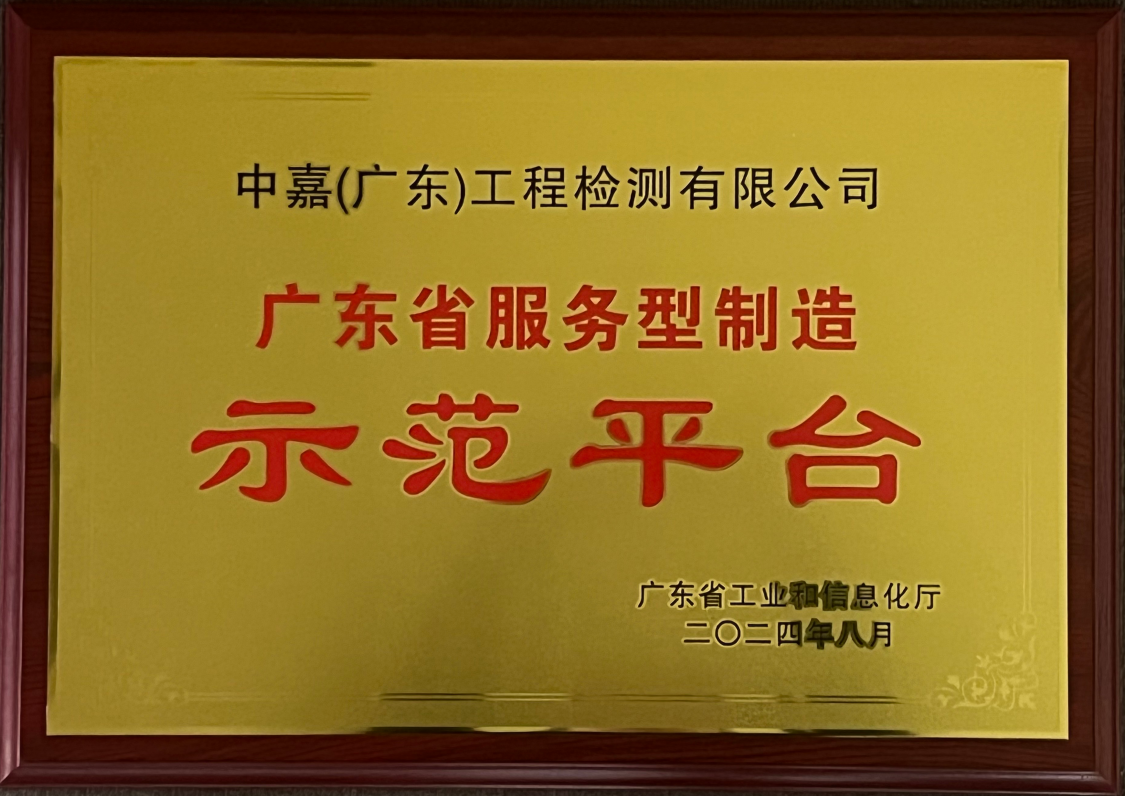 中嘉(广东)工程检测有限公司
广东省服务型制造
示范平台
广东省工业和信息化厅
二〇二四年八月